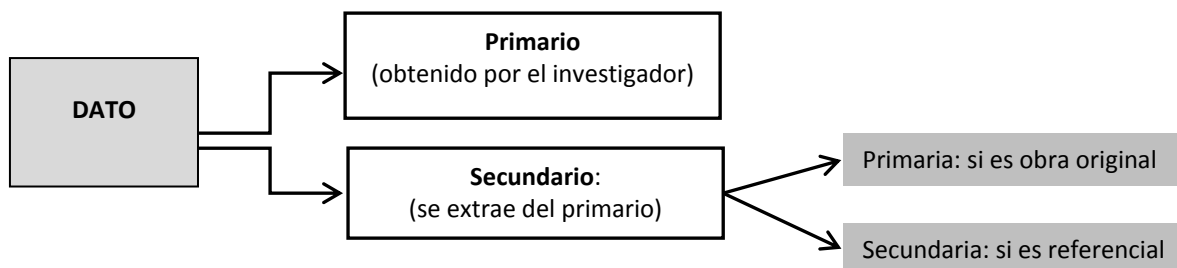 DATO
Primario
(obtenido por el investigador)
Secundario:
(se extrae del primario)
Primaria: si es obra original
Secundaria: si es referencial